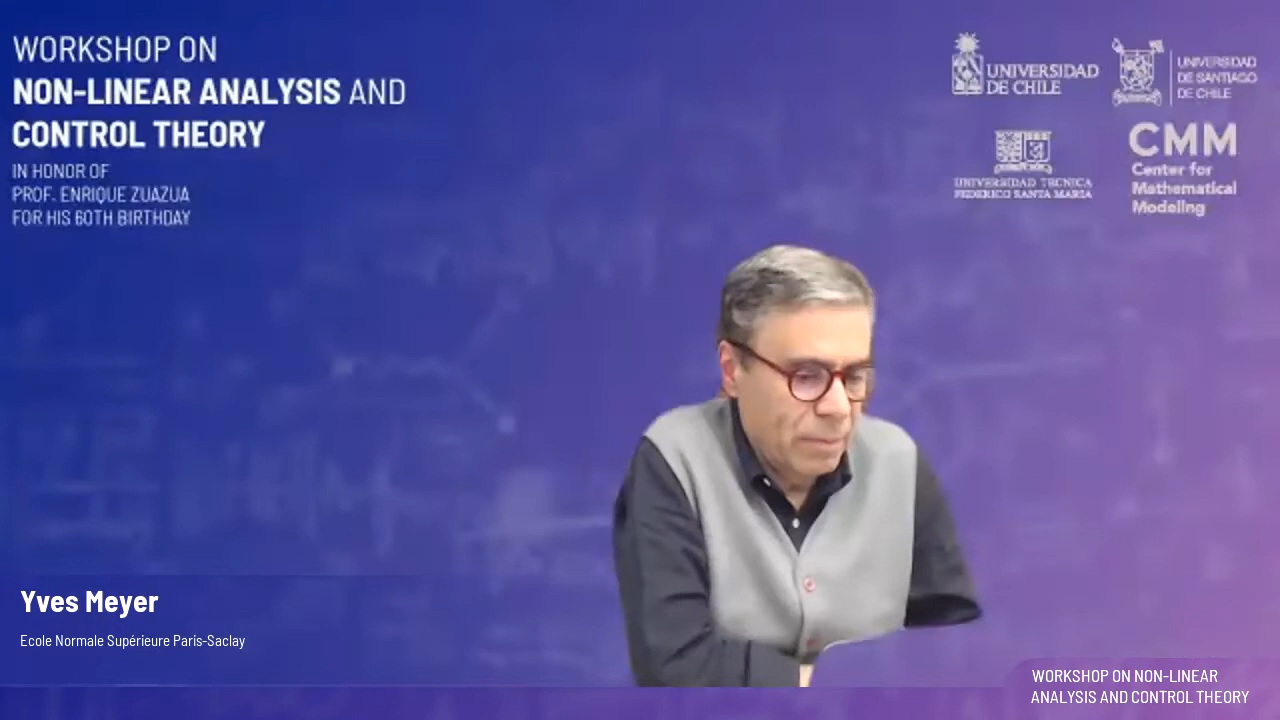 WORKSHOP ON
NON-LINEAR ANALYSIS AND
CONTROL THEORY
IN HONOR OF
PROF. ENRIQUE ZUAZUA
FOR HIS 60TH BIRTHDAY
UNIVERSIDAD
DE CHILE
UNIVERSIDAD
DE SANTIAGO
DE CHILE
UNIVERSIDAD TECNICA
FEDERICO SANTA MARIA
CMM
Center for
Mathematical
Modeling
Yves Meyer
Ecole Normale Supérieure Paris-Saclay
WORKSHOP ON NON-LINEAR
ANALYSIS AND CONTROL THEORY